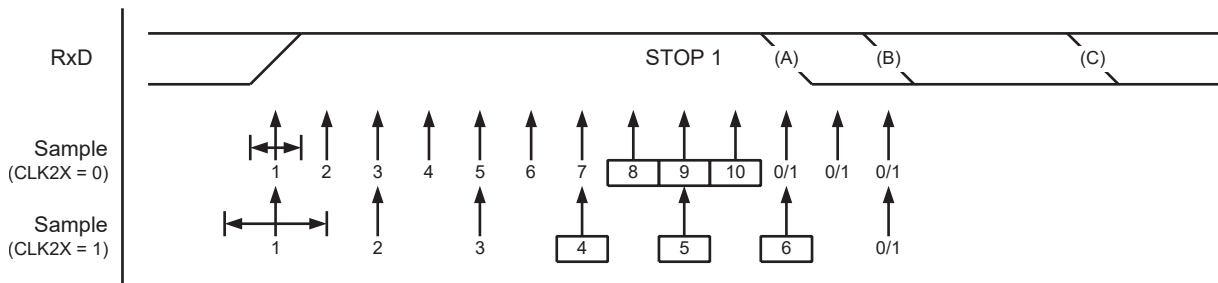 RxD STOP 1 (A) (B) (C)
Sample
(CLK2X = 0)
1 2 3 4 5 6 7 8 9 10 0/1 0/1 0/1
Sample
(CLK2X = 1)
1 2 3 4 5 6 0/1